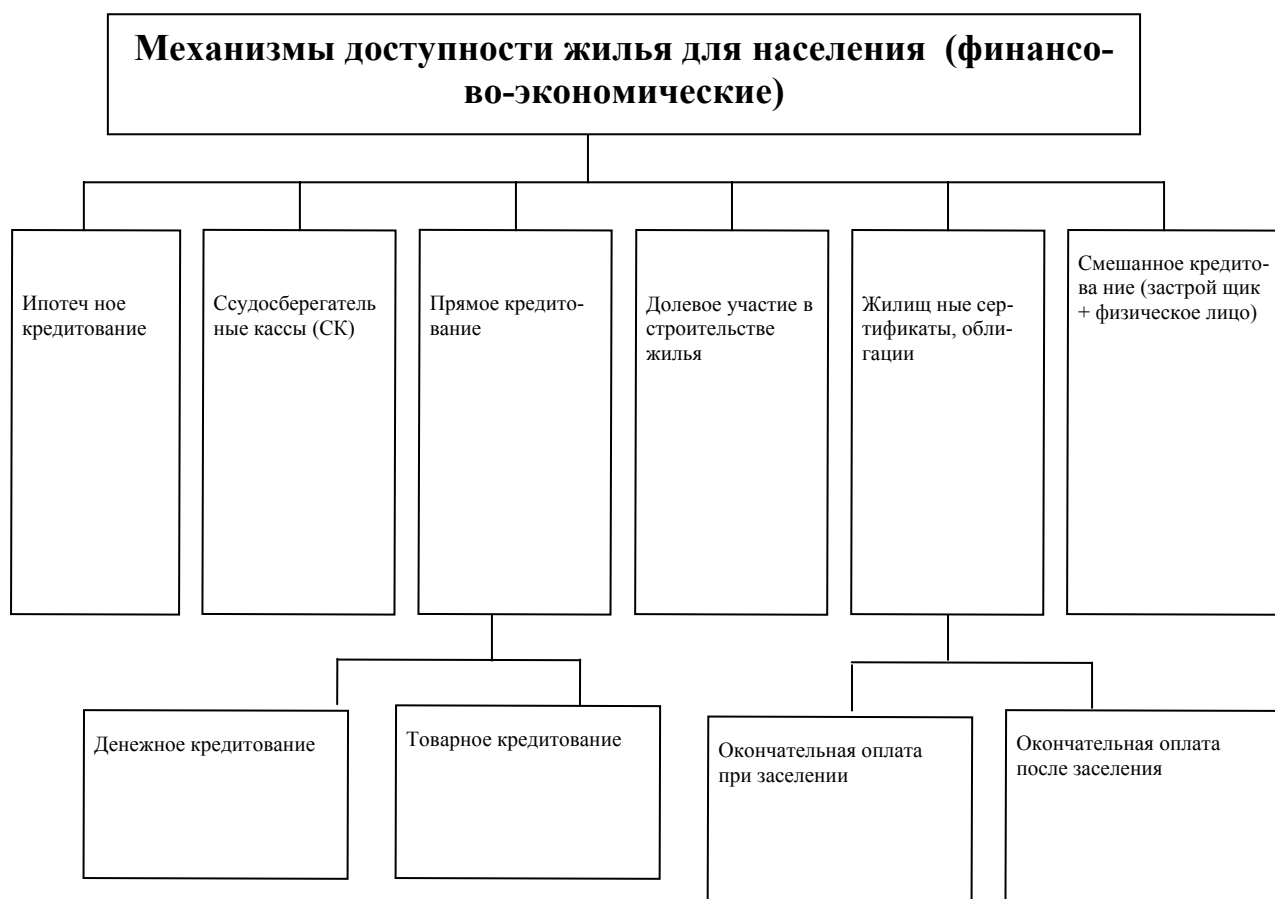 Механизмы доступности жилья для населения (финансо-
во-экономические)
Ипотеч ное
кредитование
Ссудосберегатель
ные кассы (СК)
Прямое кредито-
вание
Долевое участие в
строительстве
жилья
Жилищ ные сер-
тификаты, обли-
гации
Смешанное кредито-
ва ние (застрой щик
+ физическое лицо)
Денежное кредитование
Товарное кредитование
Окончательная оплата
при заселении
Окончательная оплата
после заселения